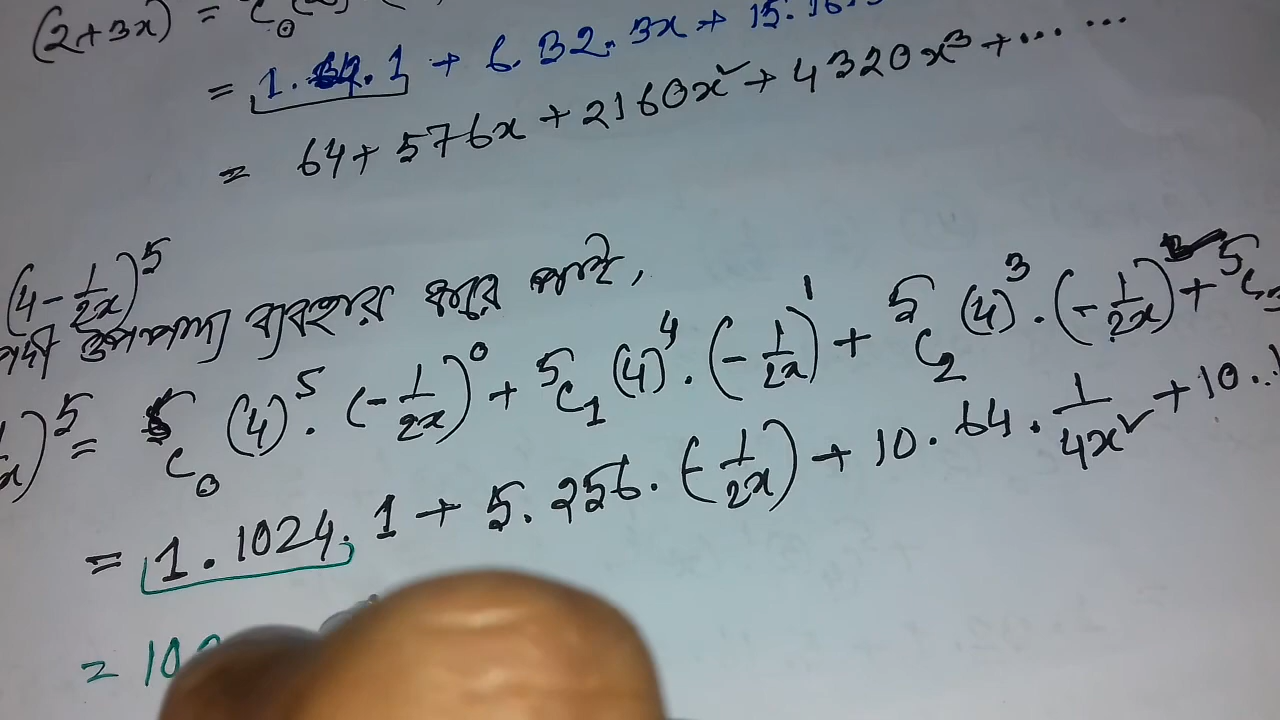 (2+3x) = C₀
= 1.64.1 + 6.32.3x + 15.16.
= 64 + 576x + 2160x² + 4320x³ + ... ...
(4 - 1/2x)⁵
উপপাদ্য ব্যবহার করে পাই,
x)⁵ = ⁵C₀ (4)⁵ . (-1/2x)⁰ + ⁵C₁ (4)⁴ . (-1/2x)¹ + ⁵C₂ (4)³ . (-1/2x) + ⁵C
= 1.1024.1 + 5.256.(-1/2x) + 10.64.1/4x² + 10..
= 10